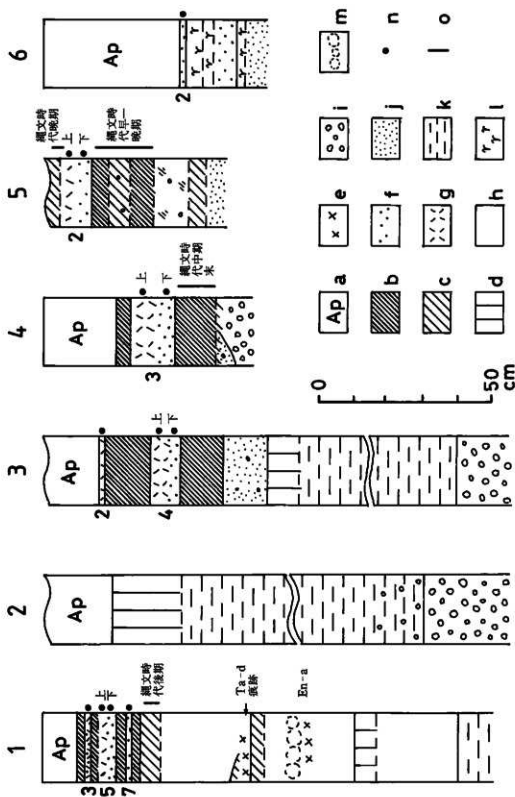 1
Ap
3
5
7
上
下
縄文時
代後期
Ta-d
痕跡
En-a
2
Ap
3
Ap
2
4
上
下
4
Ap
3
上
下
縄文時
代中期
末
5
縄文時
代晩期
2
上
下
縄文時
代早ー
晩期
6
Ap
2
Ap a
b
c
d
e
f
g
h
i
j
k
l
m
n
o
0
50
cm